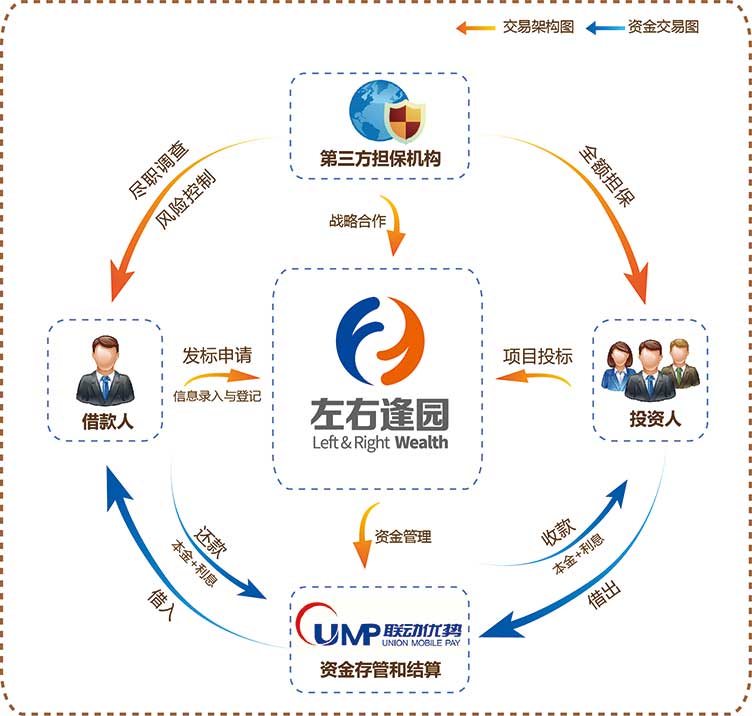 交易架构图
资金交易图
第三方担保机构
尽职调查
风险控制
全额担保
战略合作
借款人
发标申请
信息录入与登记
左右逢园
Left & Right Wealth
项目投标
投资人
资金管理
还款
本金+利息
借入
收款
本金+利息
借出
UMP 联动优势
UNION MOBILE PAY
资金存管和结算